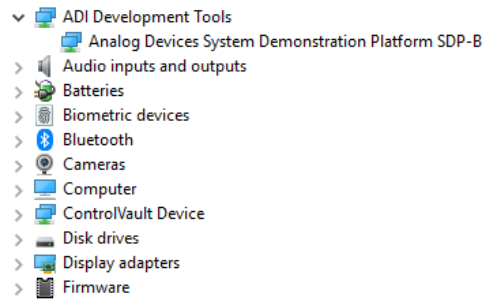 ADI Development Tools
Analog Devices System Demonstration Platform SDP-B
Audio inputs and outputs
Batteries
Biometric devices
Bluetooth
Cameras
Computer
ControlVault Device
Disk drives
Display adapters
Firmware